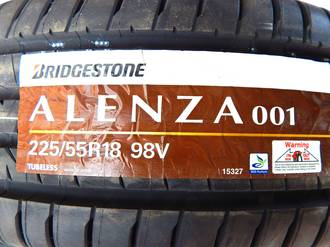 BRIDGESTONE
ALENZA 001
225/55R18 98V
TUBELESS
15327
Warning